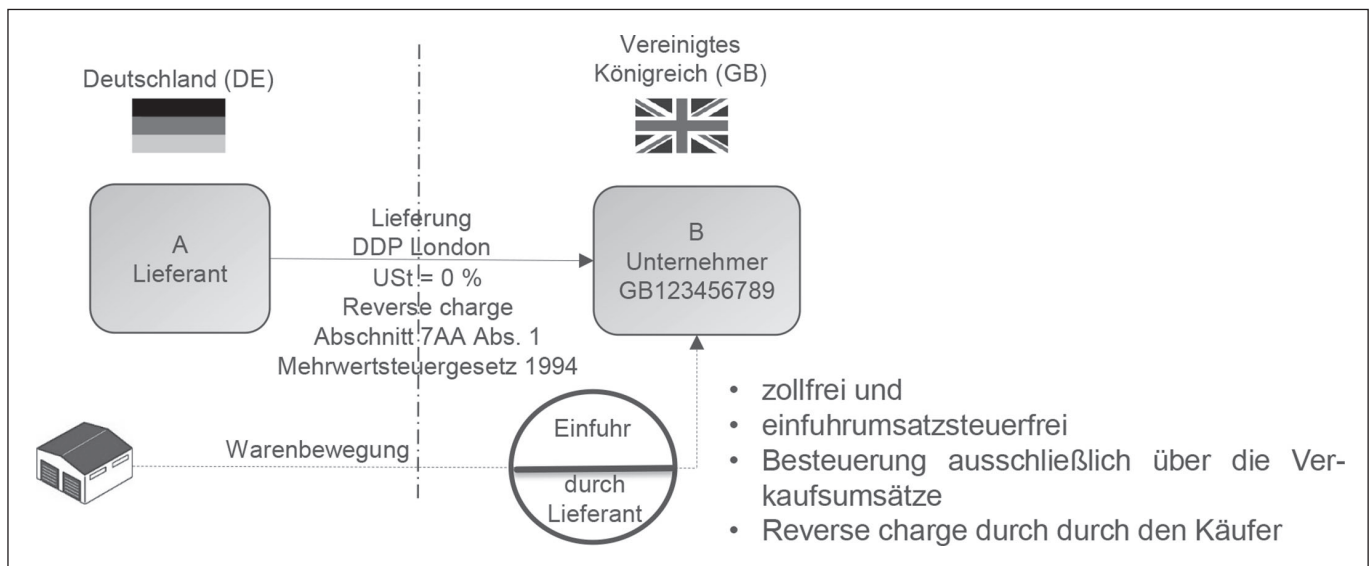 Deutschland (DE)
Vereinigtes
Königreich (GB)
A
Lieferant
Lieferung
DDP London
USt = 0 %
Reverse charge
Abschnitt 7AA Abs. 1
Mehrwertsteuergesetz 1994
B
Unternehmer
GB123456789
Warenbewegung
Einfuhr
durch
Lieferant
• zollfrei und
• einfuhrumsatzsteuerfrei
• Besteuerung ausschließlich über die Ver-
kaufsumsätze
• Reverse charge durch durch den Käufer